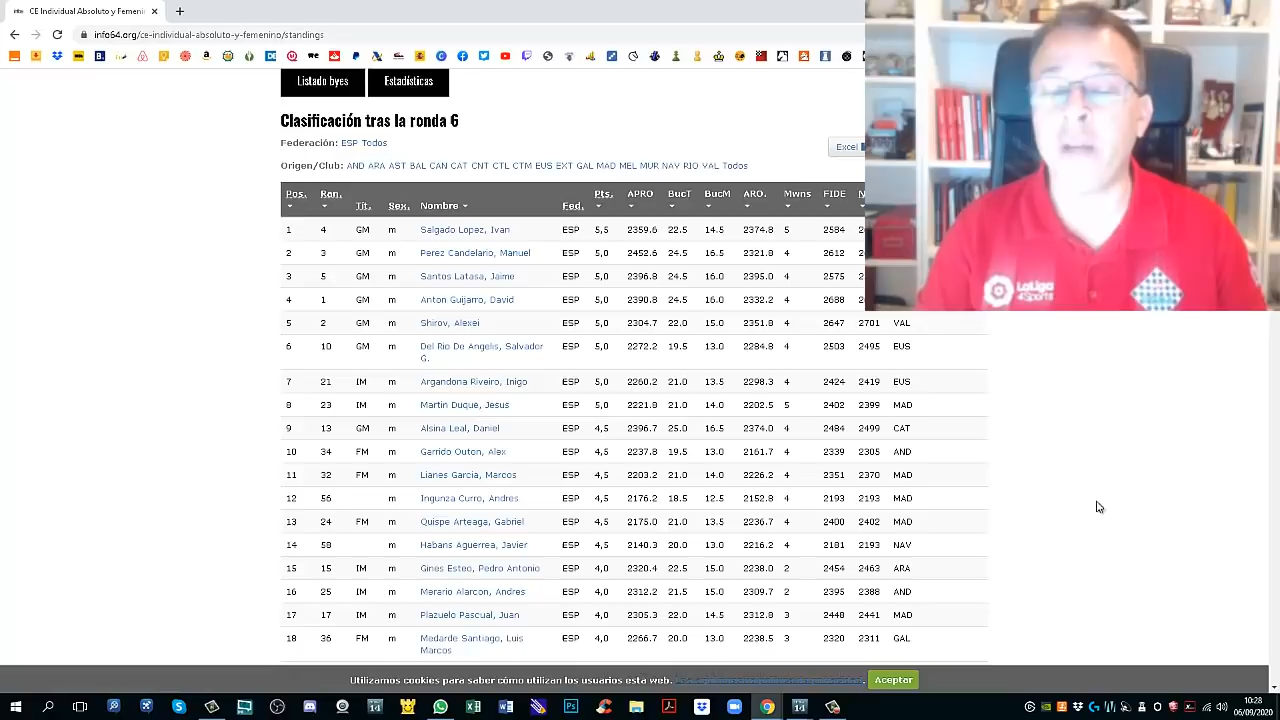 CE Individual Absoluto y Femeni
info64.org/ce-individual-absoluto-y-femenino/standings
Listado byes Estadísticas
Clasificación tras la ronda 6
Federación: ESP Todos
Excel
Origen/Club: AND ARA AST BAL CAN CAT CNT CTL CTM EUS EXT GAL MAD MEL MUR NAV RIO VAL Todos
Pos. Ran. Tit. Sex. Nombre Fed. Pts. APRO BucT BucM ARO. Mwns FIDE
1 4 GM m Salgado Lopez, Ivan ESP 5,5 2359.6 22.5 14.5 2374.8 5 2584
2 3 GM m Perez Candelario, Manuel ESP 5,0 2452.6 24.5 16.5 2321.8 4 2612
3 5 GM m Santos Latasa, Jaime ESP 5,0 2396.8 24.5 16.0 2395.0 4 2575
4 1 GM m Anton Guijarro, David ESP 5,0 2390.8 24.5 16.0 2332.2 4 2688
5 2 GM m Shirov, Alexei ESP 5,0 2304.7 22.0 15.0 2351.8 4 2647 2701 VAL
6 10 GM m Del Rio De Angelis, Salvador ESP 5,0 2272.2 19.5 13.0 2284.8 4 2503 2495 EUS
G.
7 21 IM m Argandona Riveiro, Inigo ESP 5,0 2260.2 21.0 13.5 2298.3 4 2424 2419 EUS
8 23 IM m Martin Duque, Jesus ESP 5,0 2221.8 21.0 14.0 2202.5 5 2402 2399 MAD
9 13 GM m Alsina Leal, Daniel ESP 4,5 2396.7 25.0 16.5 2374.0 4 2484 2499 CAT
10 34 FM m Garrido Outon, Alex ESP 4,5 2237.8 19.5 13.0 2161.7 4 2339 2305 AND
11 32 FM m Llanes Garcia, Marcos ESP 4,5 2203.2 21.0 14.0 2226.2 4 2351 2370 MAD
12 56 m Ingunza Curro, Andres ESP 4,5 2176.2 18.5 12.5 2152.8 4 2193 2193 MAD
13 24 FM m Quispe Arteaga, Gabriel ESP 4,5 2175.0 21.0 13.5 2236.7 4 2400 2402 MAD
14 58 m Habans Aguerrea, Javier ESP 4,5 2140.3 20.0 13.0 2216.2 4 2181 2193 NAV
15 15 IM m Gines Esteo, Pedro Antonio ESP 4,0 2320.4 22.5 15.0 2238.0 2 2454 2463 ARA
16 25 IM m Merario Alarcon, Andres ESP 4,0 2312.2 21.5 15.0 2309.7 2 2395 2388 AND
17 17 IM m Plazuelo Pascual, Juan ESP 4,0 2305.3 22.0 14.5 2312.8 3 2448 2441 MAD
18 36 FM m Medarde Santiago, Luis ESP 4,0 2266.7 20.0 13.0 2238.5 3 2320 2311 GAL
Marcos
LaLiga
4Sports
Utilizamos cookies para saber cómo utilizan los usuarios esta web.
Aceptar
10:28
06/09/2020